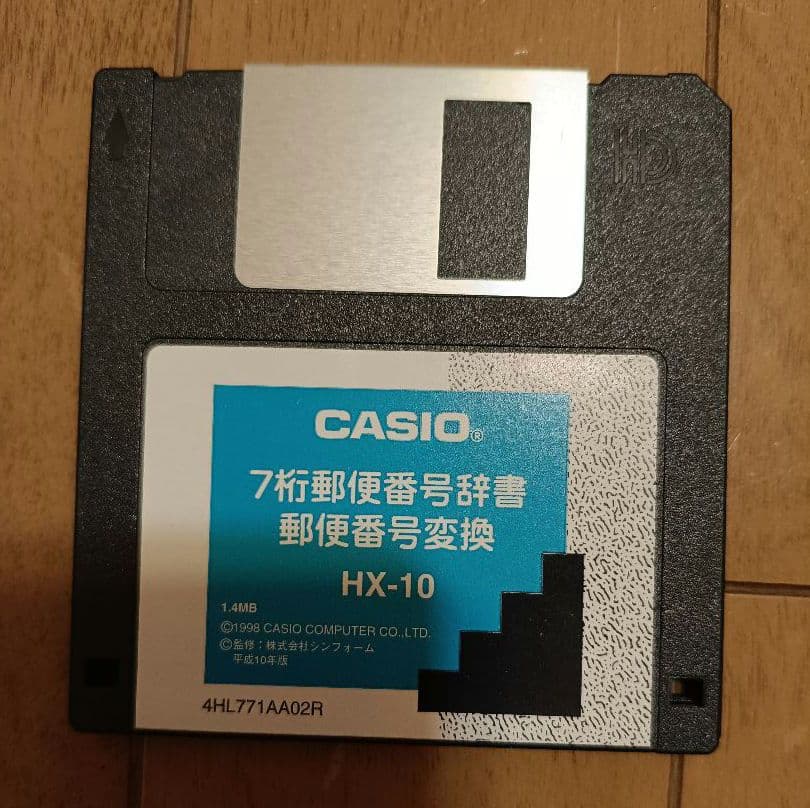 HD
CASIO®
7桁郵便番号辞書
郵便番号変換
HX-10
1.4MB
©1998 CASIO COMPUTER CO.,LTD.
©監修：株式会社シンフォーム
平成10年版
4HL771AA02R